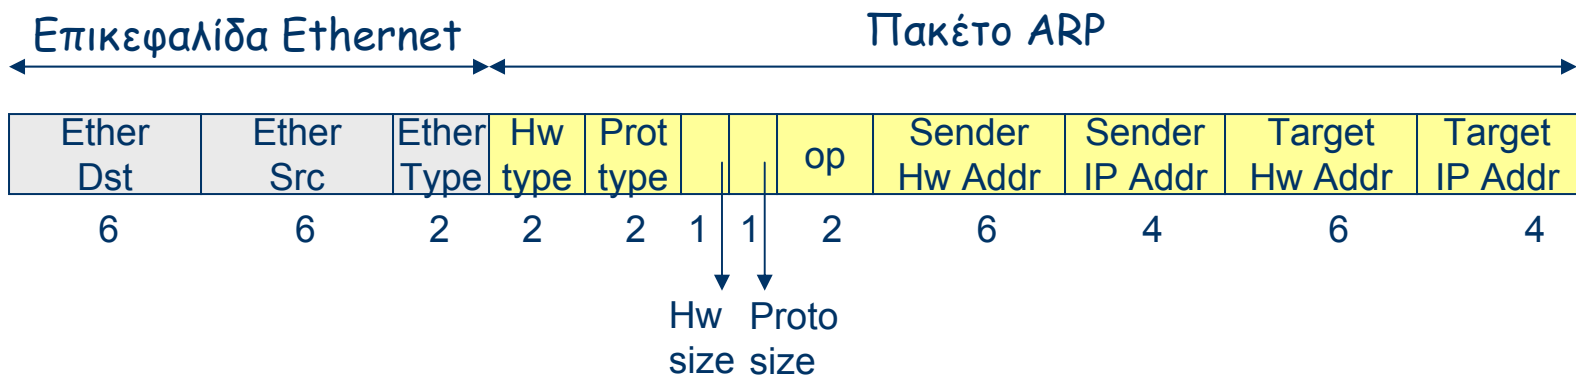 Επικεφαλίδα Ethernet
Πακέτο ARP
Ether Ether Ether Hw Prot op Sender Sender Target Target
Dst Src Type type type Hw Addr IP Addr Hw Addr IP Addr
6 6 2 2 2 1 1 2 6 4 6 4
Hw Proto
size size